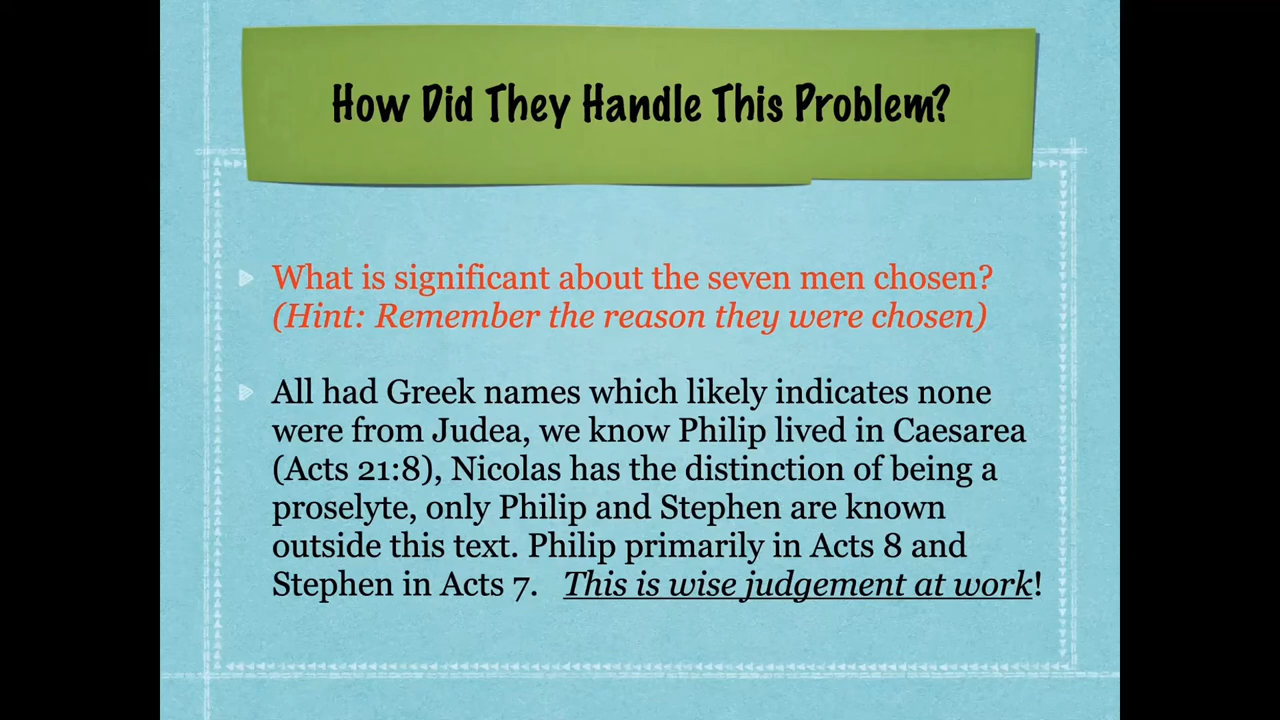 How Did They Handle This Problem?
What is significant about the seven men chosen?
(Hint: Remember the reason they were chosen)
All had Greek names which likely indicates none
were from Judea, we know Philip lived in Caesarea
(Acts 21:8), Nicolas has the distinction of being a
proselyte, only Philip and Stephen are known
outside this text. Philip primarily in Acts 8 and
Stephen in Acts 7. This is wise judgement at work!